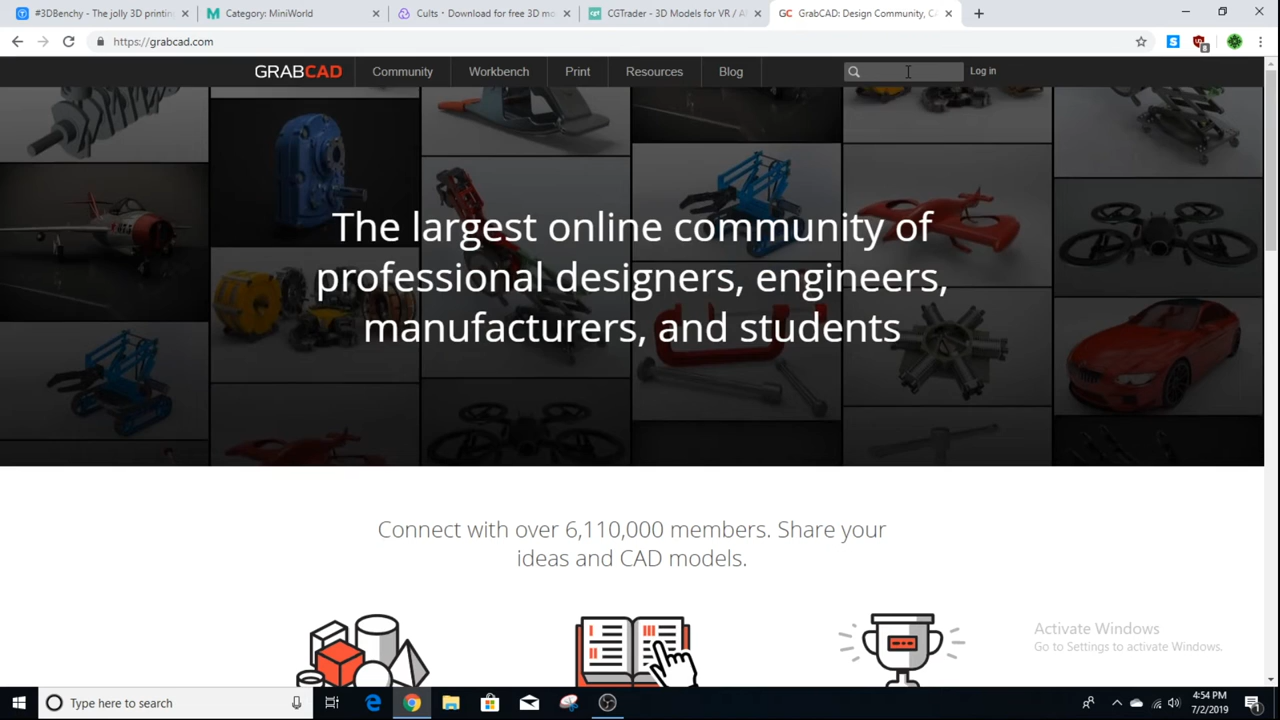 #3DBenchy - The jolly 3D printing
Category: MiniWorld
Cults・Download for free 3D mo
CGTrader - 3D Models for VR / A
GC GrabCAD: Design Community, CA
https://grabcad.com
GRABCAD Community Workbench Print Resources Blog Log in
The largest online community of
professional designers, engineers,
manufacturers, and students
Connect with over 6,110,000 members. Share your
ideas and CAD models.
Activate Windows
Go to Settings to activate Windows.
Type here to search
4:54 PM
7/2/2019